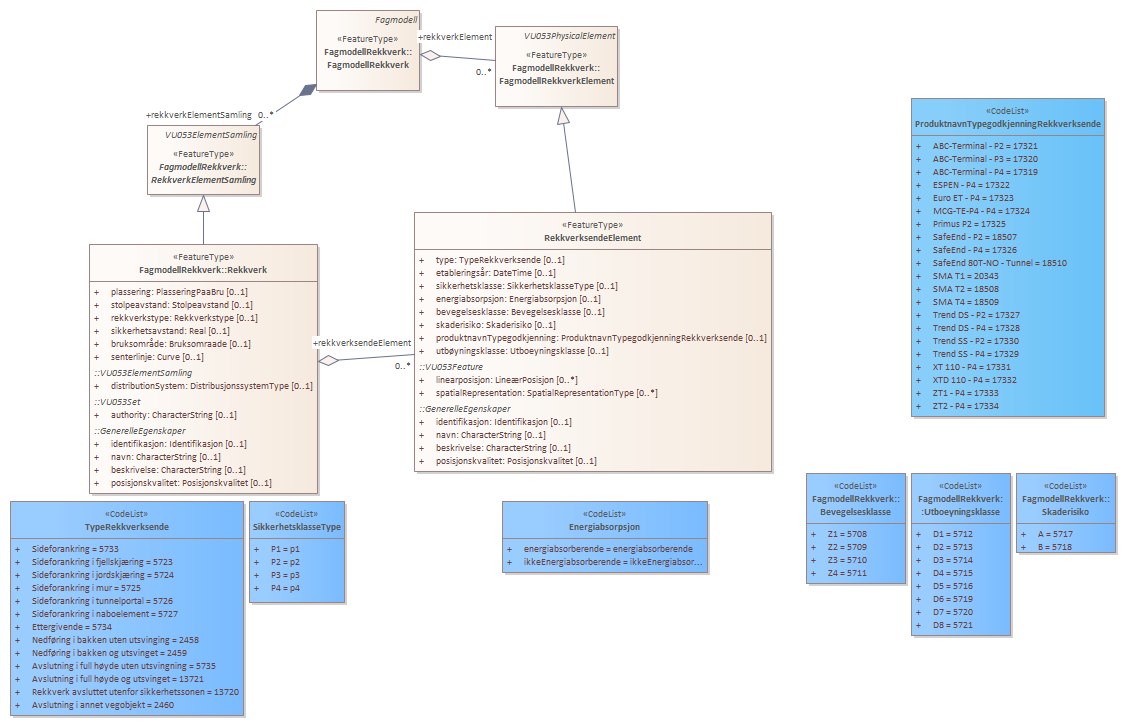 Fagmodell
«FeatureType»
FagmodellRekkverk::
FagmodellRekkverk
+rekkverkElement
0..*
VU053PhysicalElement
«FeatureType»
FagmodellRekkverk::
FagmodellRekkverkElement
+rekkverkElementSamling 0..*
VU053ElementSamling
«FeatureType»
FagmodellRekkverk::
RekkverkElementSamling
«FeatureType»
FagmodellRekkverk::Rekkverk
+ plassering: PlasseringPaaBru [0..1]
+ stolpeavstand: Stolpeavstand [0..1]
+ rekkverkstype: Rekkverkstype [0..1]
+ sikkerhetsavstand: Real [0..1]
+ bruksområde: Bruksomraade [0..1]
+ senterlinje: Curve [0..1]
::VU053ElementSamling
+ distributionSystem: DistribusjonssystemType [0..1]
::VU053Set
+ authority: CharacterString [0..1]
::GenerelleEgenskaper
+ identifikasjon: Identifikasjon [0..1]
+ navn: CharacterString [0..1]
+ beskrivelse: CharacterString [0..1]
+ posisjonskvalitet: Posisjonskvalitet [0..1]
+rekkverksendeElement
0..*
«FeatureType»
RekkverksendeElement
+ type: TypeRekkverksende [0..1]
+ etableringsår: DateTime [0..1]
+ sikkerhetsklasse: SikkerhetsklasseType [0..1]
+ energiabsorpsjon: Energiabsorpsjon [0..1]
+ bevegelsesklasse: Bevegelsesklasse [0..1]
+ skaderisiko: Skaderisiko [0..1]
+ produktnavnTypegodkjenning: ProduktnavnTypegodkjenningRekkverksende [0..1]
+ utbøyningsklasse: Utboeyningsklasse [0..1]
::VU053Feature
+ linearposisjon: LineærPosisjon [0..*]
+ spatialRepresentation: SpatialRepresentationType [0..*]
::GenerelleEgenskaper
+ identifikasjon: Identifikasjon [0..1]
+ navn: CharacterString [0..1]
+ beskrivelse: CharacterString [0..1]
+ posisjonskvalitet: Posisjonskvalitet [0..1]
«CodeList»
ProduktnavnTypegodkjenningRekkverksende
+ ABC-Terminal - P2 = 17321
+ ABC-Terminal - P3 = 17320
+ ABC-Terminal - P4 = 17319
+ ESPEN - P4 = 17322
+ Euro ET - P4 = 17323
+ MCG-TE-P4 - P4 = 17324
+ Primus P2 = 17325
+ SafeEnd - P2 = 18507
+ SafeEnd - P4 = 17326
+ SafeEnd 80T-NO - Tunnel = 18510
+ SMA T1 = 20343
+ SMA T2 = 18508
+ SMA T4 = 18509
+ Trend DS - P2 = 17327
+ Trend DS - P4 = 17328
+ Trend SS - P2 = 17330
+ Trend SS - P4 = 17329
+ XT 110 - P4 = 17331
+ XTD 110 - P4 = 17332
+ ZT1 - P4 = 17333
+ ZT2 - P4 = 17334
«CodeList»
TypeRekkverksende
+ Sideforankring = 5733
+ Sideforankring i fjellskjæring = 5723
+ Sideforankring i jordskjæring = 5724
+ Sideforankring i mur = 5725
+ Sideforankring i tunnelportal = 5726
+ Sideforankring i naboelement = 5727
+ Ettergivende = 5734
+ Nedføring i bakken uten utsvinging = 2458
+ Nedføring i bakken og utsvinget = 2459
+ Avslutning i full høyde uten utsvingning = 5735
+ Avslutning i full høyde og utsvinget = 13721
+ Rekkverk avsluttet utenfor sikkerhetssonen = 13720
+ Avslutning i annet vegobjekt = 2460
«CodeList»
SikkerhetsklasseType
+ P1 = p1
+ P2 = p2
+ P3 = p3
+ P4 = p4
«CodeList»
Energiabsorpsjon
+ energiabsorberende = energiabsorberende
+ ikkeEnergiabsorberende = ikkeEnergiabsor...
«CodeList»
FagmodellRekkverk::
Bevegelsesklasse
+ Z1 = 5708
+ Z2 = 5709
+ Z3 = 5710
+ Z4 = 5711
«CodeList»
FagmodellRekkverk:
:Utboeyningsklasse
+ D1 = 5712
+ D2 = 5713
+ D3 = 5714
+ D4 = 5715
+ D5 = 5716
+ D6 = 5719
+ D7 = 5720
+ D8 = 5721
«CodeList»
FagmodellRekkverk::
Skaderisiko
+ A = 5717
+ B = 5718